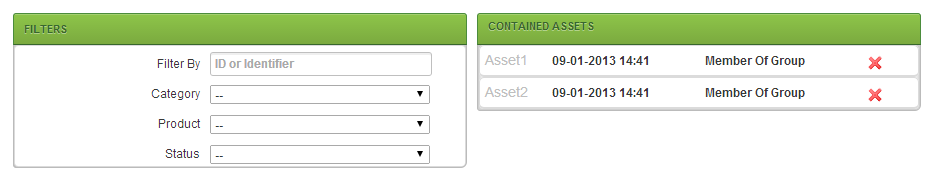 FILTERS
Filter By ID or Identifier
Category --
Product --
Status --
CONTAINED ASSETS
Asset1 09-01-2013 14:41 Member Of Group
Asset2 09-01-2013 14:41 Member Of Group